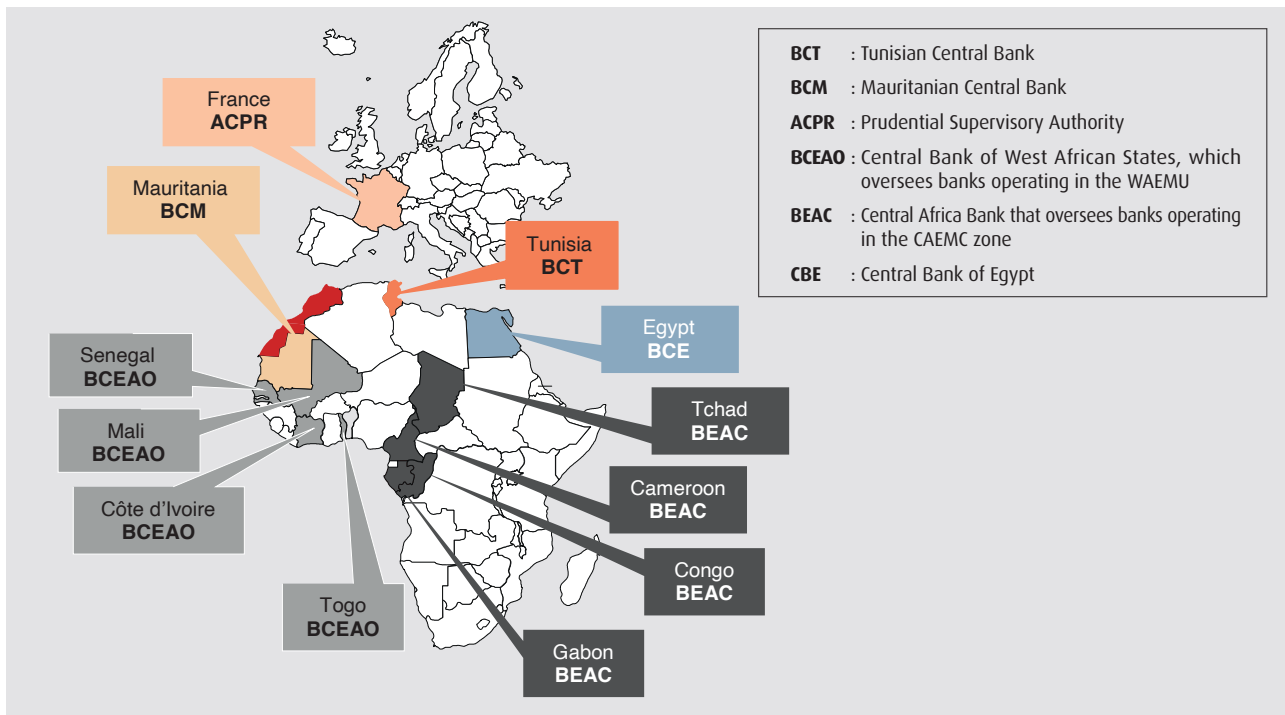 France
ACPR
Mauritania
BCM
Tunisia
BCT
Egypt
BCE
Senegal
BCEAO
Mali
BCEAO
Côte d'Ivoire
BCEAO
Togo
BCEAO
Tchad
BEAC
Cameroon
BEAC
Congo
BEAC
Gabon
BEAC
BCT : Tunisian Central Bank
BCM : Mauritanian Central Bank
ACPR : Prudential Supervisory Authority
BCEAO : Central Bank of West African States, which
oversees banks operating in the WAEMU
BEAC : Central Africa Bank that oversees banks operating
in the CAEMC zone
CBE : Central Bank of Egypt